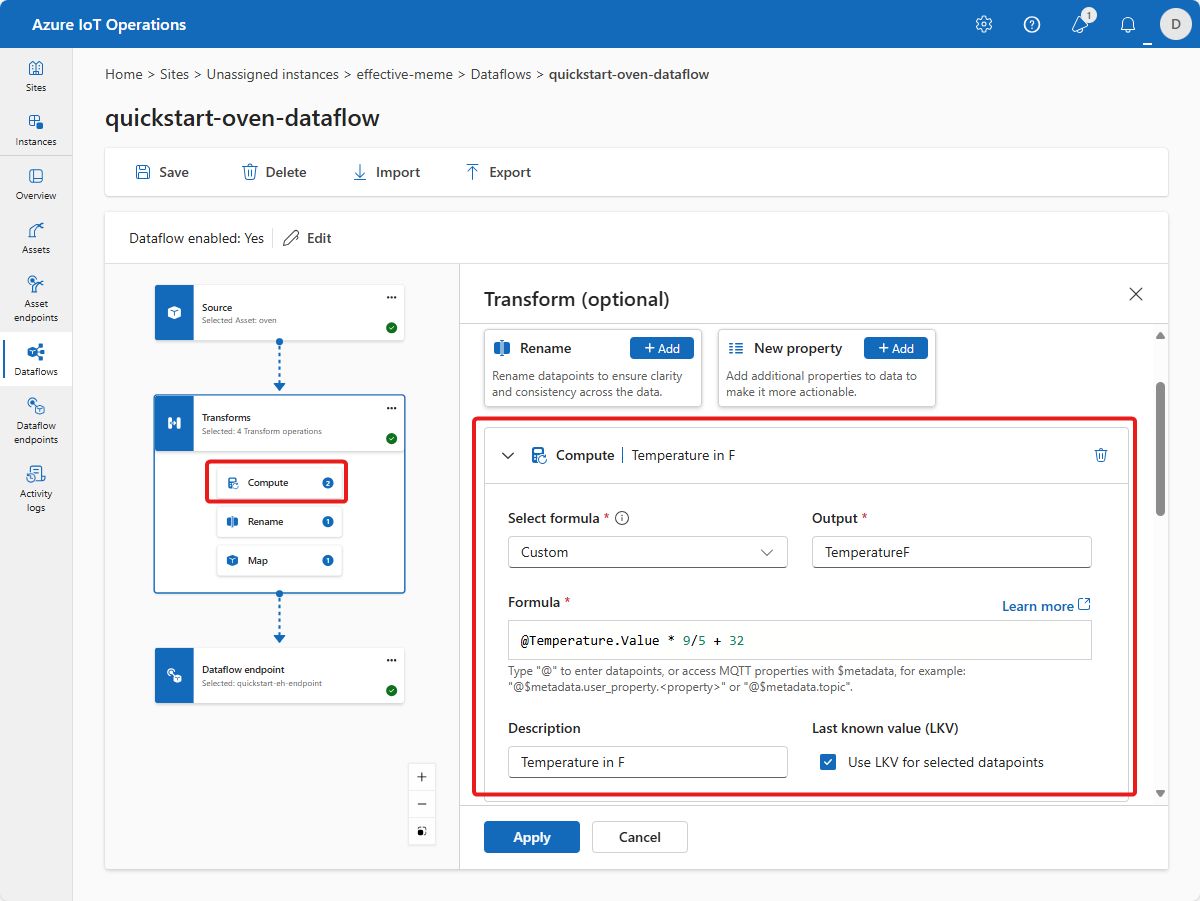 Azure IoT Operations
1
D
Sites
Instances
Overview
Assets
Asset
endpoints
Dataflows
Dataflow
endpoints
Activity
logs
Home > Sites > Unassigned instances > effective-meme > Dataflows > quickstart-oven-dataflow
quickstart-oven-dataflow
Save Delete Import Export
Dataflow enabled: Yes Edit
Source
Selected Asset: oven
Transforms
Selected: 4 Transform operations
Compute 2
Rename 1
Map 1
Dataflow endpoint
Selected: quickstart-eh-endpoint
Transform (optional)
Rename + Add
Rename datapoints to ensure clarity
and consistency across the data.
New property + Add
Add additional properties to data to
make it more actionable.
Compute | Temperature in F
Select formula *
Custom
Output *
TemperatureF
Formula *
Learn more
@Temperature.Value * 9/5 + 32
Type "@" to enter datapoints, or access MQTT properties with $metadata, for example:
"@$metadata.user_property.<property>" or "@$metadata.topic".
Description
Temperature in F
Last known value (LKV)
Use LKV for selected datapoints
Apply Cancel